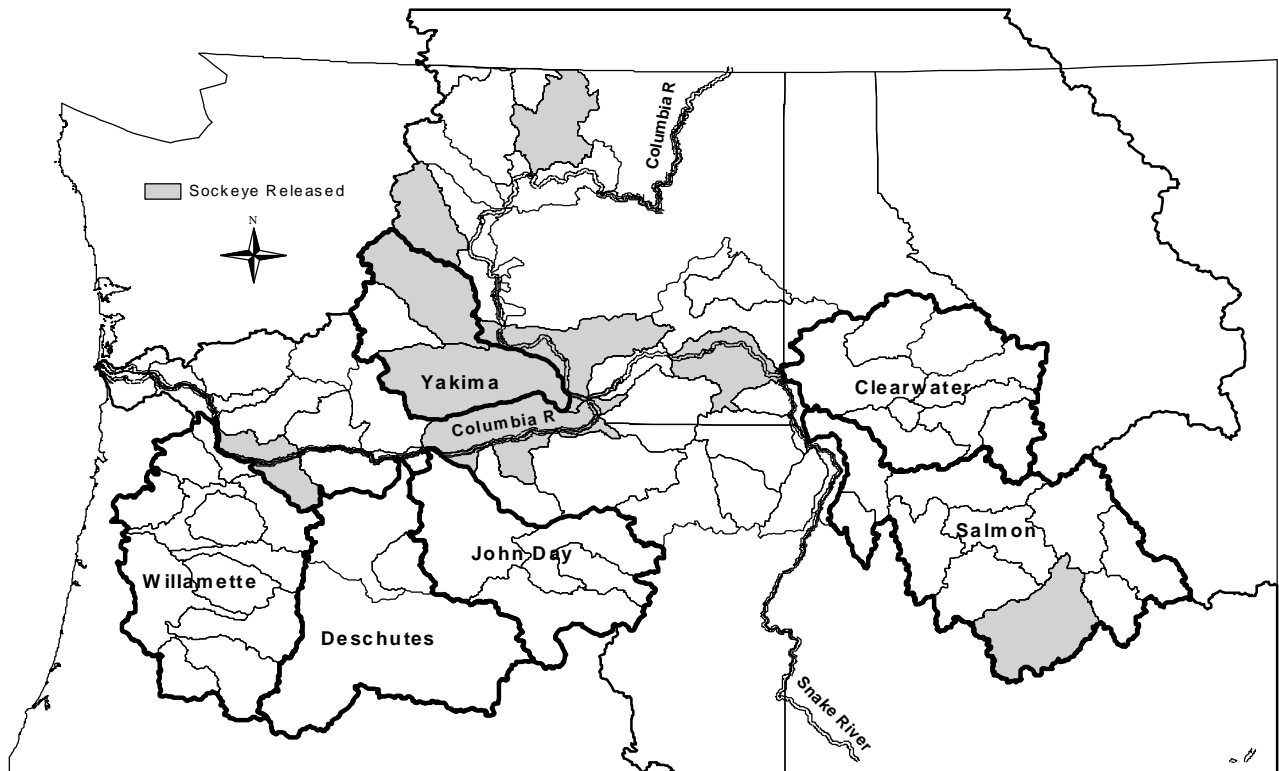 Columbia R
Sockeye Released
N
Yakima
Clearwater
Columbia R
Salmon
John Day
Willamette
Deschutes
Snake River